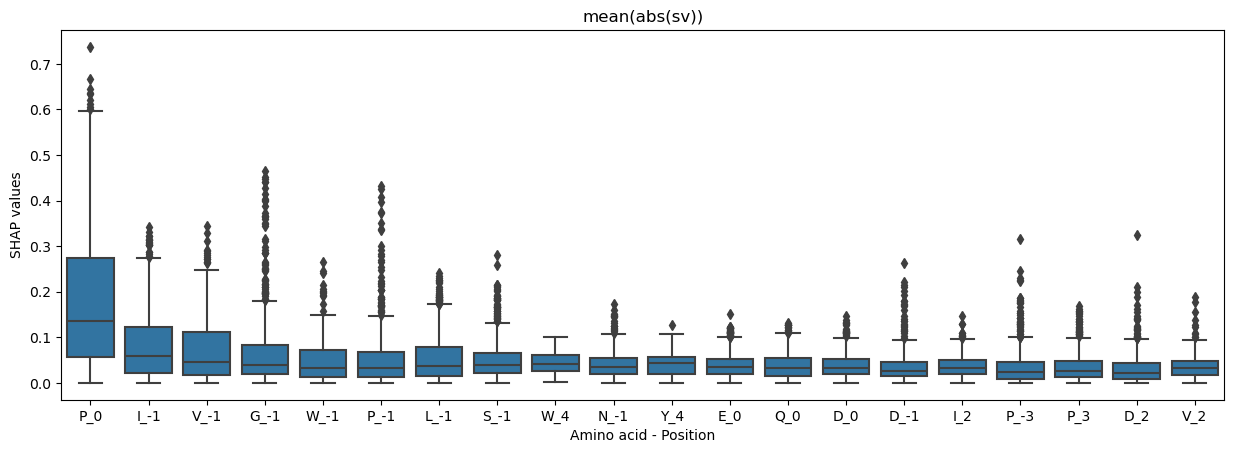 mean(abs(sv))
SHAP values
0.7
0.6
0.5
0.4
0.3
0.2
0.1
0.0
P_0 I_-1 V_-1 G_-1 W_-1 P_-1 L_-1 S_-1 W_4 N_-1 Y_4 E_0 Q_0 D_0 D_-1 I_2 P_-3 P_3 D_2 V_2
Amino acid - Position